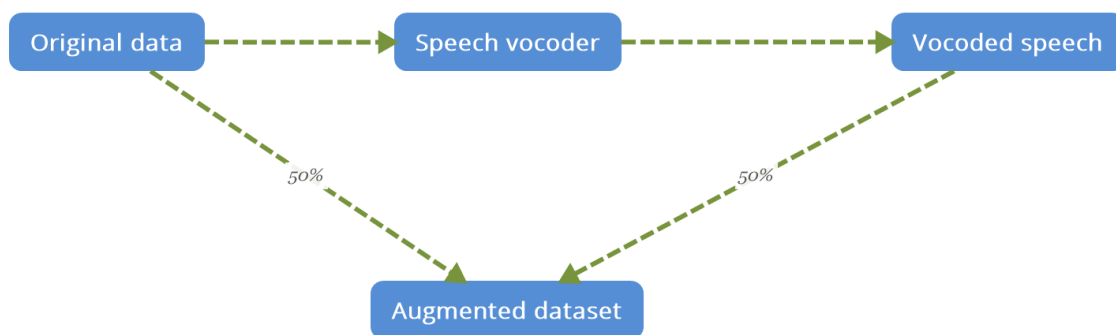 Original data
Speech vocoder
Vocoded speech
50%
50%
Augmented dataset